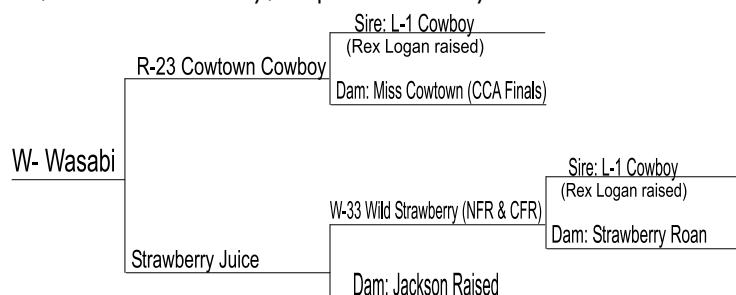 Sire: L-1 Cowboy
(Rex Logan raised)
R-23 Cowtown Cowboy
Dam: Miss Cowtown (CCA Finals)
W- Wasabi
Sire: L-1 Cowboy
(Rex Logan raised)
W-33 Wild Strawberry (NFR & CFR)
Dam: Strawberry Roan
Strawberry Juice
Dam: Jackson Raised